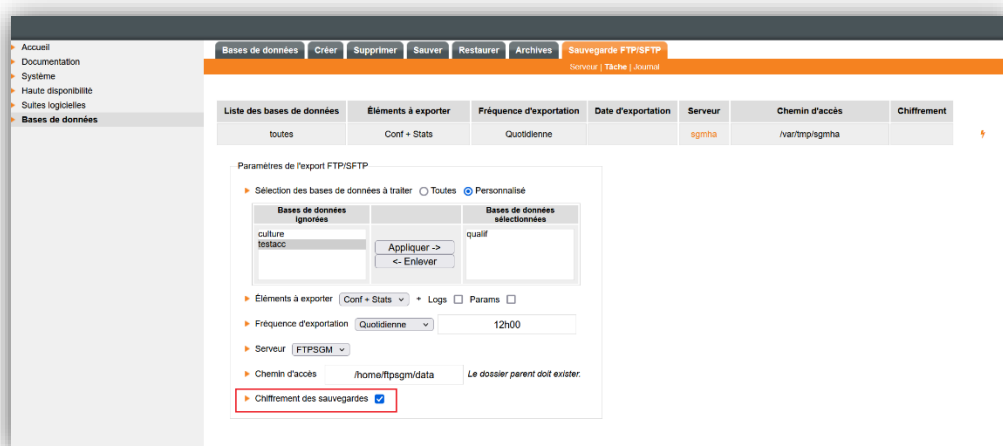 Accueil
Documentation
Système
Haute disponibilité
Suites logicielles
Bases de données
Bases de données Créer Supprimer Sauver Restaurer Archives Sauvegarde FTP/SFTP
Serveur | Tâche | Journal
Liste des bases de données Éléments à exporter Fréquence d'exportation Date d'exportation Serveur Chemin d'accès Chiffrement
toutes Conf + Stats Quotidienne sgmha /var/tmp/sgmha
Paramètres de l'export FTP/SFTP
Sélection des bases de données à traiter Toutes Personnalisé
Bases de données ignorées Bases de données sélectionnées
culture qualif
testacc
Appliquer ->
<- Enlever
Éléments à exporter Conf + Stats + Logs Params
Fréquence d'exportation Quotidienne 12h00
Serveur FTPSGM
Chemin d'accès /home/ftpsgm/data Le dossier parent doit exister.
Chiffrement des sauvegardes